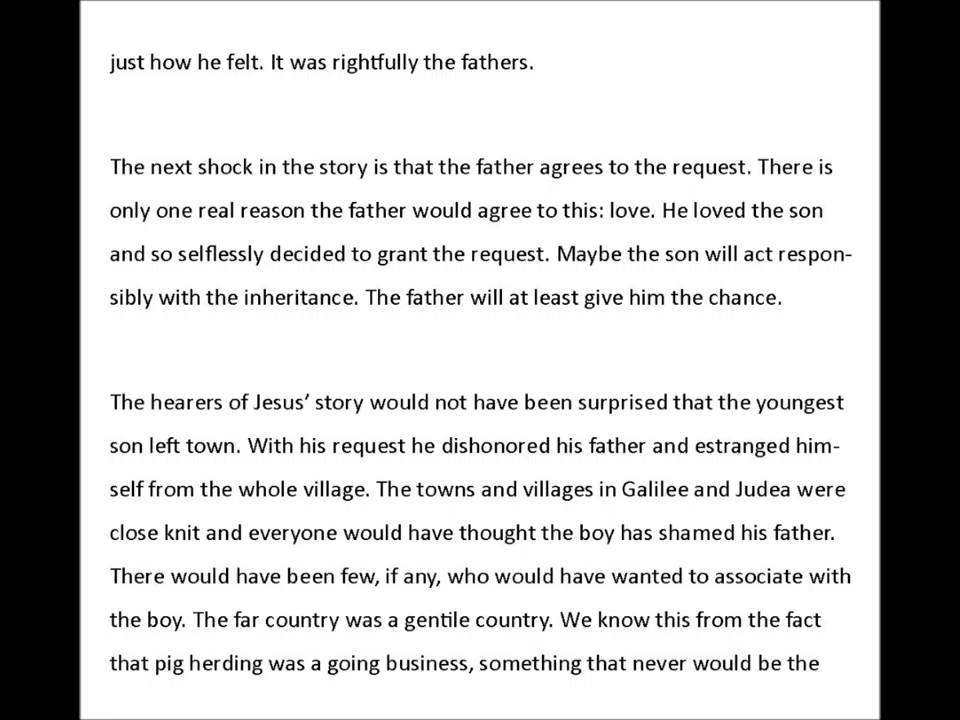 just how he felt. It was rightfully the fathers.
The next shock in the story is that the father agrees to the request. There is
only one real reason the father would agree to this: love. He loved the son
and so selflessly decided to grant the request. Maybe the son will act respon-
sibly with the inheritance. The father will at least give him the chance.
The hearers of Jesus’ story would not have been surprised that the youngest
son left town. With his request he dishonored his father and estranged him-
self from the whole village. The towns and villages in Galilee and Judea were
close knit and everyone would have thought the boy has shamed his father.
There would have been few, if any, who would have wanted to associate with
the boy. The far country was a gentile country. We know this from the fact
that pig herding was a going business, something that never would be the